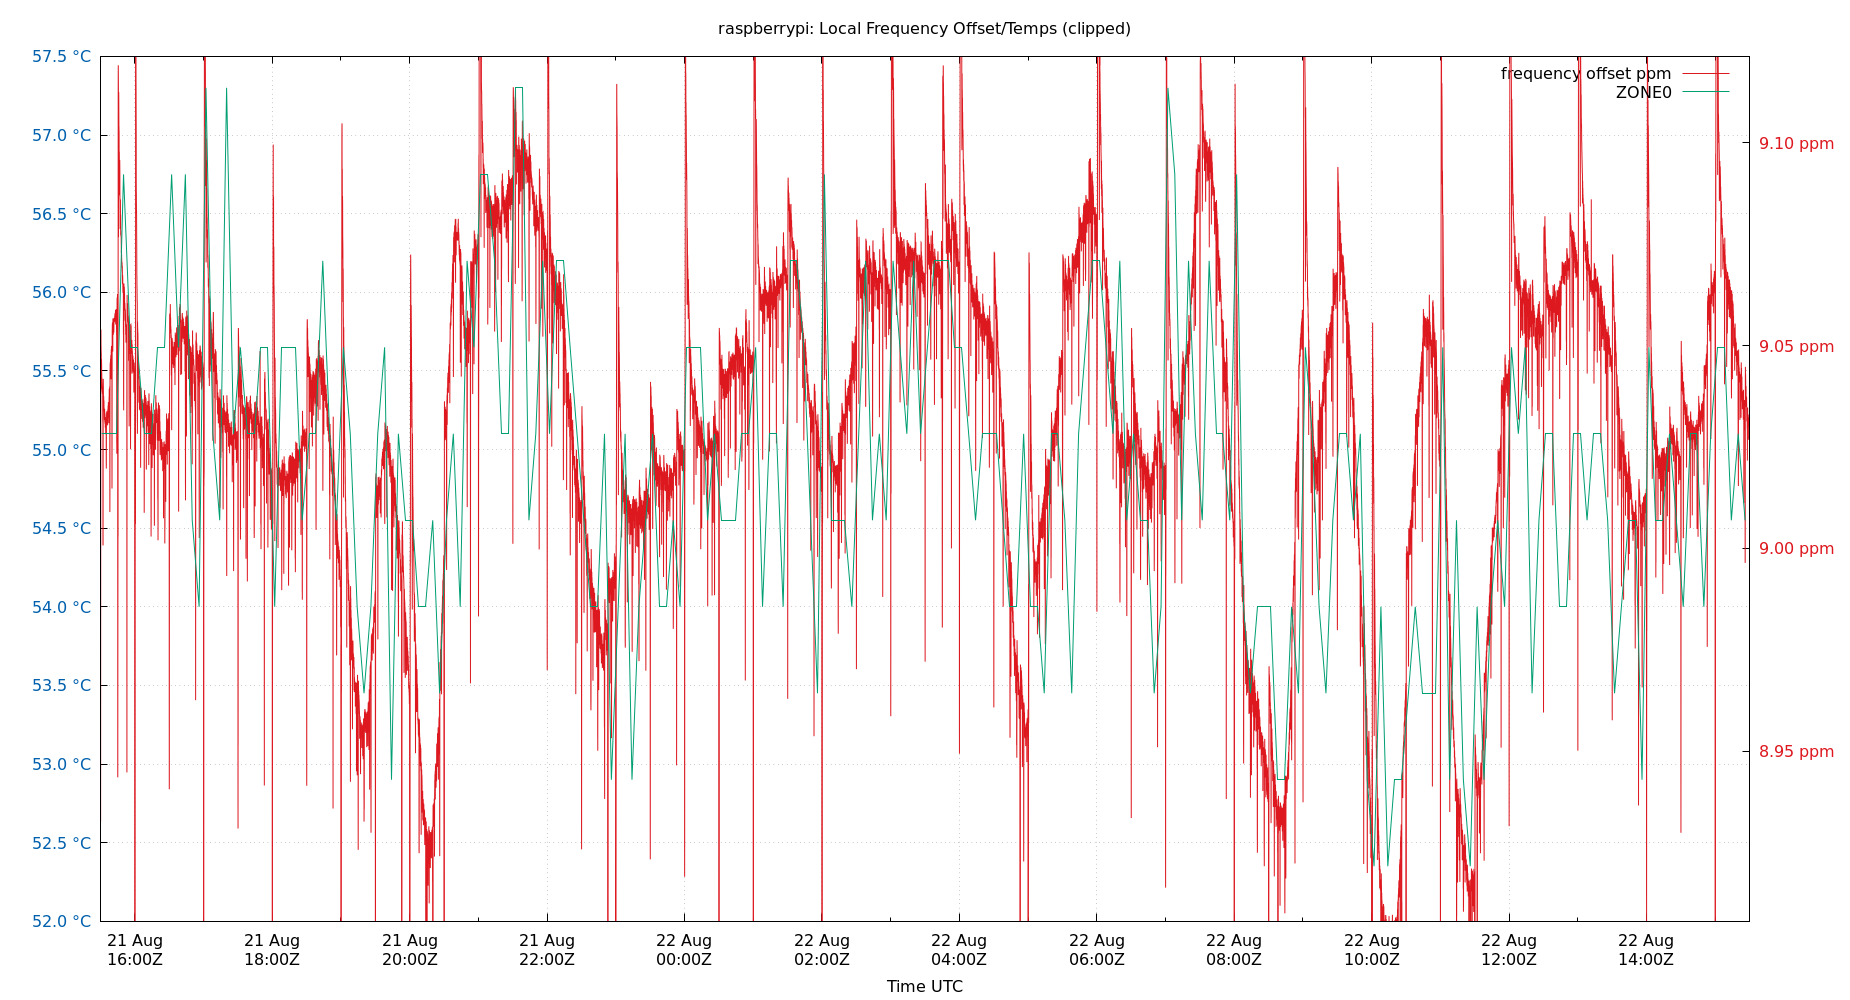 raspberrypi: Local Frequency Offset/Temps (clipped)
57.5 °C
57.0 °C
56.5 °C
56.0 °C
55.5 °C
55.0 °C
54.5 °C
54.0 °C
53.5 °C
53.0 °C
52.5 °C
52.0 °C
frequency offset ppm
ZONE0
9.10 ppm
9.05 ppm
9.00 ppm
8.95 ppm
21 Aug 21 Aug 21 Aug 21 Aug 22 Aug 22 Aug 22 Aug 22 Aug 22 Aug 22 Aug 22 Aug 22 Aug
16:00Z 18:00Z 20:00Z 22:00Z 00:00Z 02:00Z 04:00Z 06:00Z 08:00Z 10:00Z 12:00Z 14:00Z
Time UTC